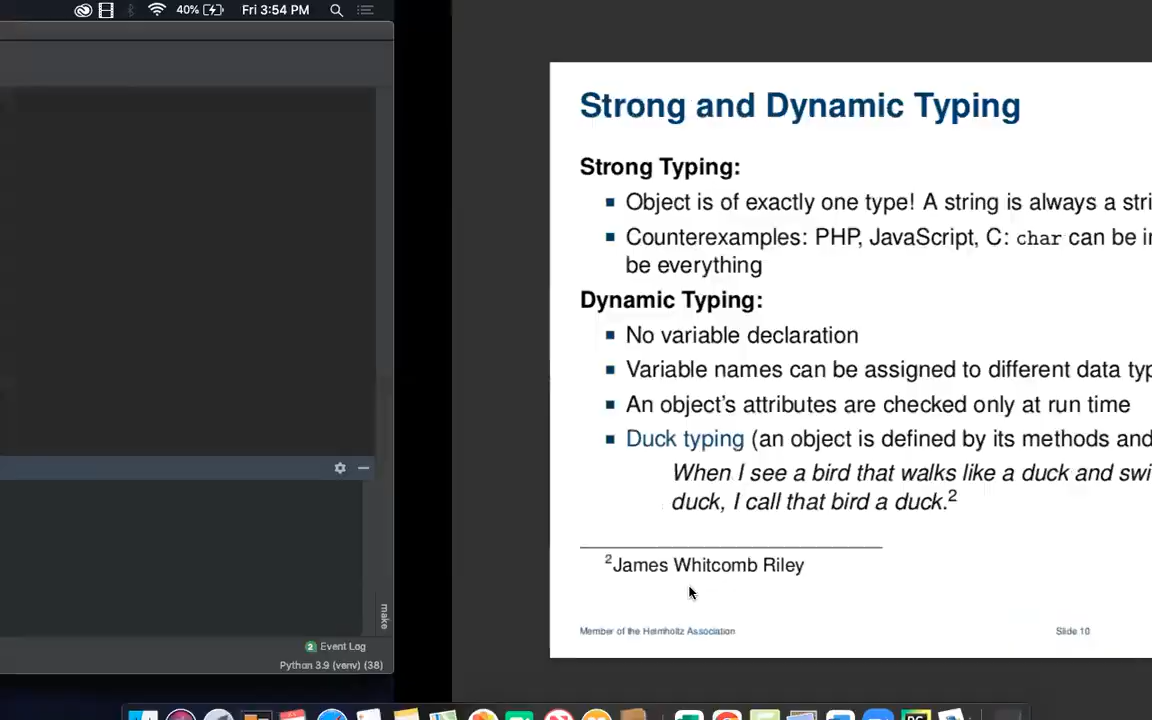 40% Fri 3:54 PM
make
2 Event Log
Python 3.9 (venv) (38)
Strong and Dynamic Typing
Strong Typing:
Object is of exactly one type! A string is always a stri
Counterexamples: PHP, JavaScript, C: char can be in
be everything
Dynamic Typing:
No variable declaration
Variable names can be assigned to different data typ
An object's attributes are checked only at run time
Duck typing (an object is defined by its methods and
When I see a bird that walks like a duck and swi
duck, I call that bird a duck.2
2James Whitcomb Riley
Member of the Helmholtz Association
Slide 10